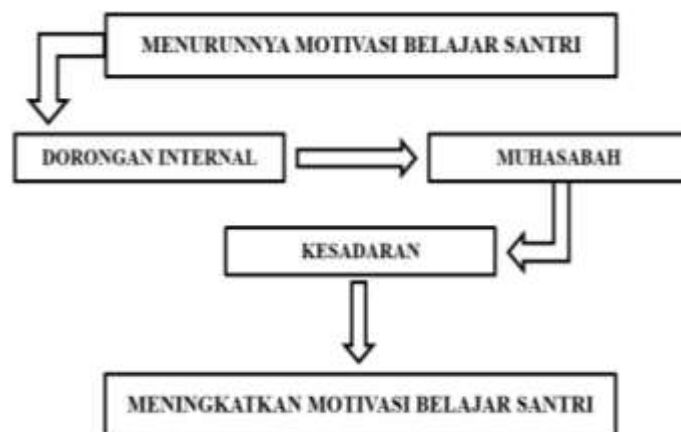 MENURUNNYA MOTIVASI BELAJAR SANTRI
DORONGAN INTERNAL
MUHASABAH
KESADARAN
MENINGKATKAN MOTIVASI BELAJAR SANTRI